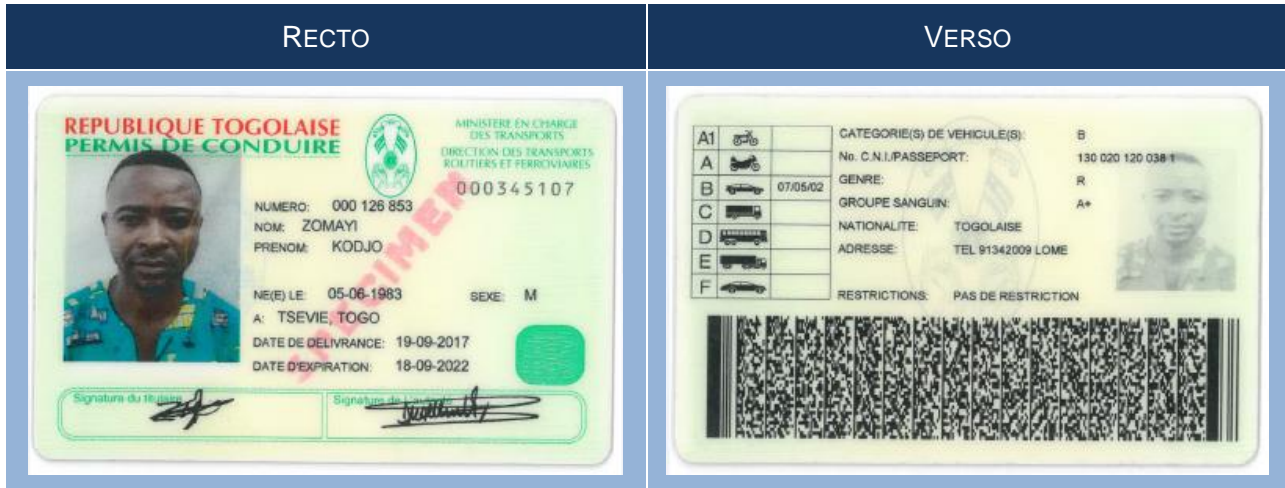 RECTO
VERSO
REPUBLIQUE TOGOLAISE
PERMIS DE CONDUIRE
MINISTERE EN CHARGE
DES TRANSPORTS
DIRECTION DES TRANSPORTS
ROUTIERS ET FERROVIAIRES
000345107
NUMERO: 000 126 853
NOM: ZOMAYI
PRENOM: KODJO
NE(E) LE: 05-06-1983 SEXE: M
A: TSEVIE, TOGO
DATE DE DELIVRANCE: 19-09-2017
DATE D'EXPIRATION: 18-09-2022
SPECIMEN
Signature du titulaire
Signature de L'autorité
A1
A
B 07/05/02
C
D
E
F
CATEGORIE(S) DE VEHICULE(S): B
No. C.N.I./PASSEPORT: 130 020 120 038 1
GENRE: R
GROUPE SANGUIN: A+
NATIONALITE: TOGOLAISE
ADRESSE: TEL 91342009 LOME
RESTRICTIONS: PAS DE RESTRICTION